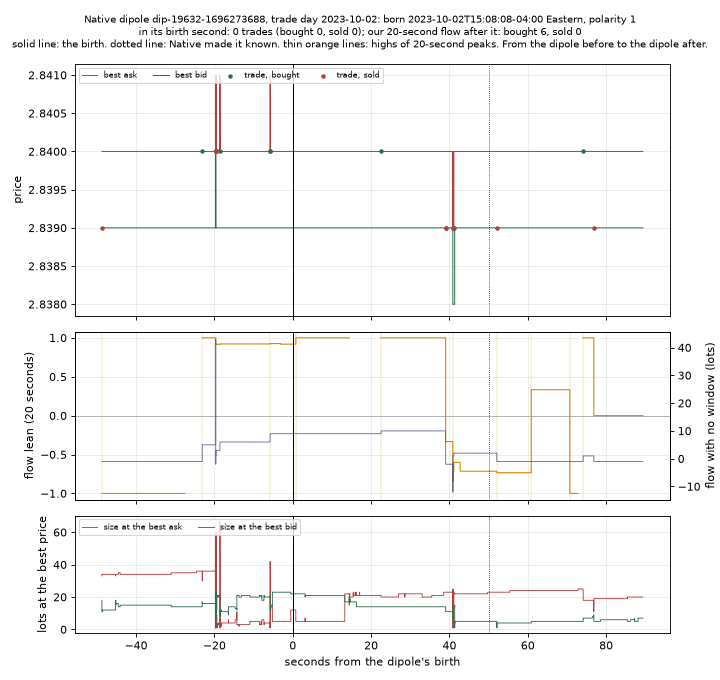 Native dipole dip-19632-1696273688, trade day 2023-10-02: born 2023-10-02T15:08:08-04:00 Eastern, polarity 1
in its birth second: 0 trades (bought 0, sold 0); our 20-second flow after it: bought 6, sold 0
solid line: the birth. dotted line: Native made it known. thin orange lines: highs of 20-second peaks. From the dipole before to the dipole after.
best ask best bid trade, bought trade, sold
2.8410
2.8405
2.8400
2.8395
2.8390
2.8385
2.8380
price
1.0
0.5
0.0
−0.5
−1.0
flow lean (20 seconds)
40
30
20
10
0
−10
flow with no window (lots)
size at the best ask size at the best bid
60
40
20
0
lots at the best price
−40 −20 0 20 40 60 80
seconds from the dipole's birth